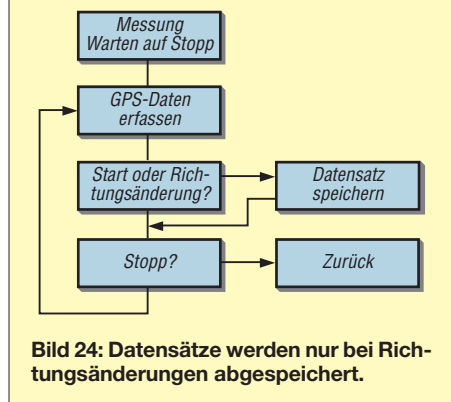 Messung
Warten auf Stopp
GPS-Daten
erfassen
Start oder Rich-
tungsänderung?
Datensatz
speichern
Stopp?
Zurück
Bild 24: Datensätze werden nur bei Rich-
tungsänderungen abgespeichert.